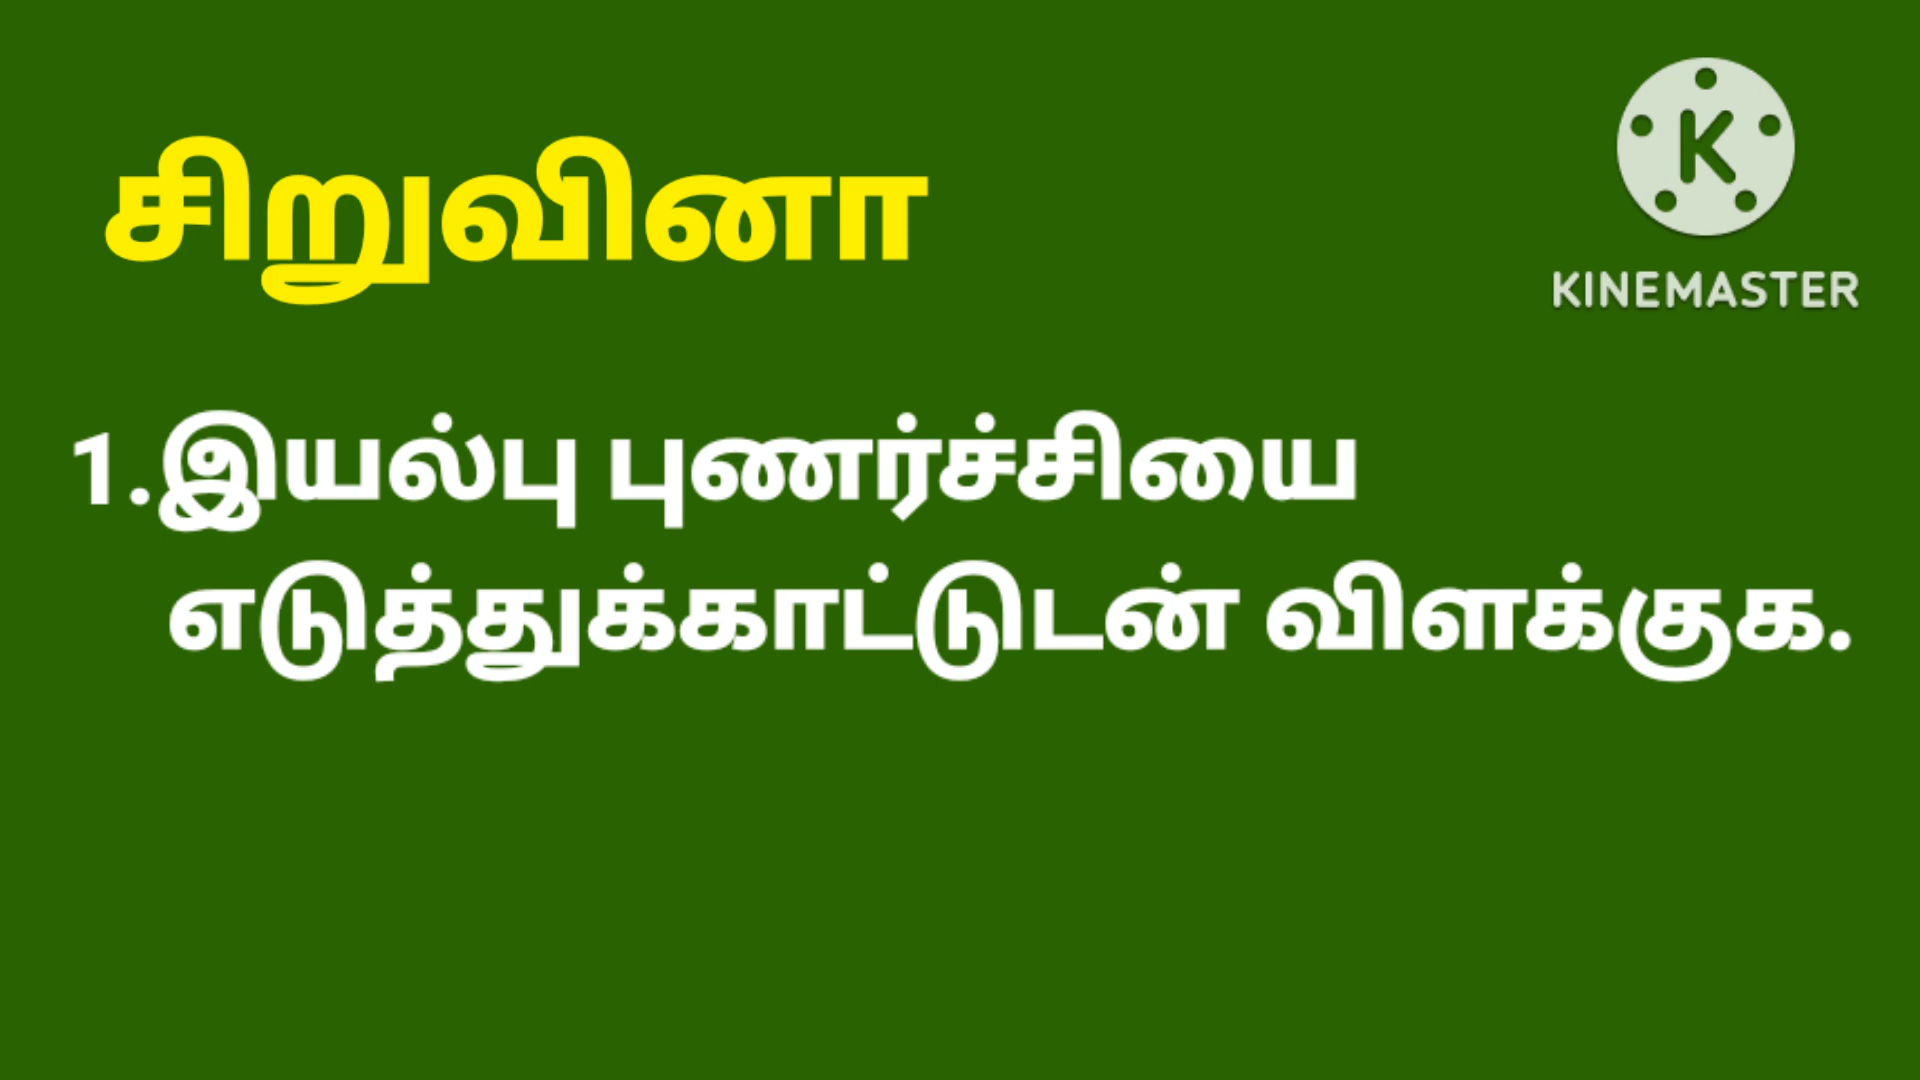 சிறுவினா
K
KINEMASTER
1.இயல்பு புணர்ச்சியை
எடுத்துக்காட்டுடன் விளக்குக.